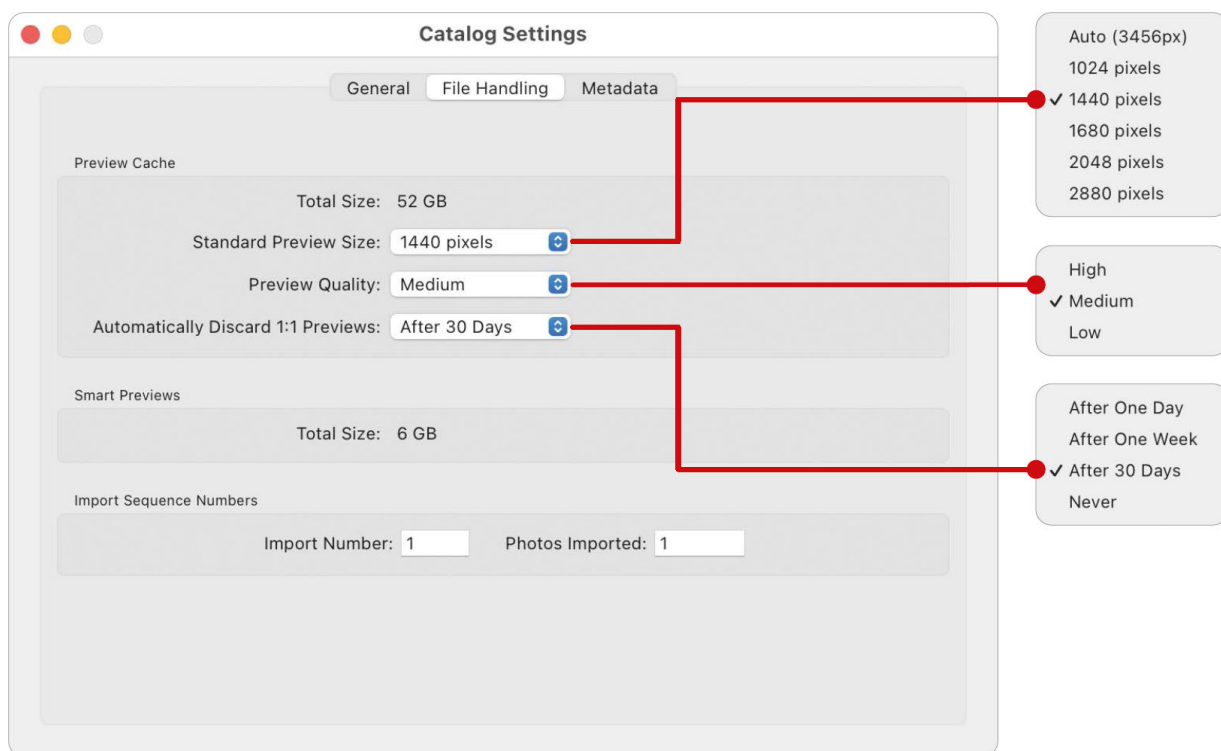 Catalog Settings
General File Handling Metadata
Preview Cache
Total Size: 52 GB
Standard Preview Size: 1440 pixels
Preview Quality: Medium
Automatically Discard 1:1 Previews: After 30 Days
Smart Previews
Total Size: 6 GB
Import Sequence Numbers
Import Number: 1 Photos Imported: 1
Auto (3456px)
1024 pixels
✓ 1440 pixels
1680 pixels
2048 pixels
2880 pixels
High
✓ Medium
Low
After One Day
After One Week
✓ After 30 Days
Never